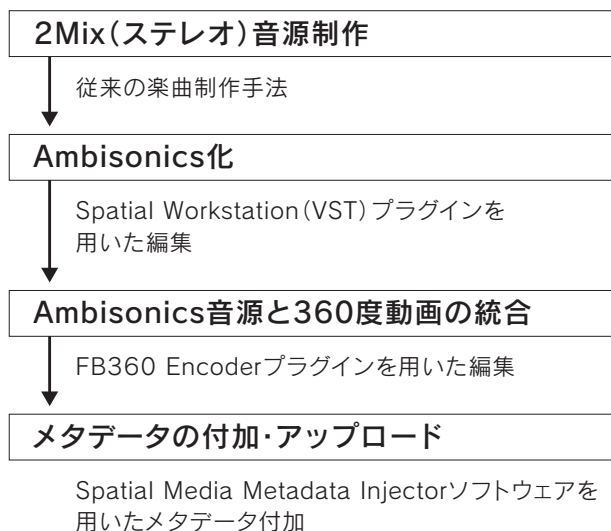 2Mix（ステレオ）音源制作
従来の楽曲制作手法
Ambisonics化
Spatial Workstation（VST）プラグインを
用いた編集
Ambisonics音源と360度動画の統合
FB360 Encoderプラグインを用いた編集
メタデータの付加・アップロード
Spatial Media Metadata Injectorソフトウェアを
用いたメタデータ付加